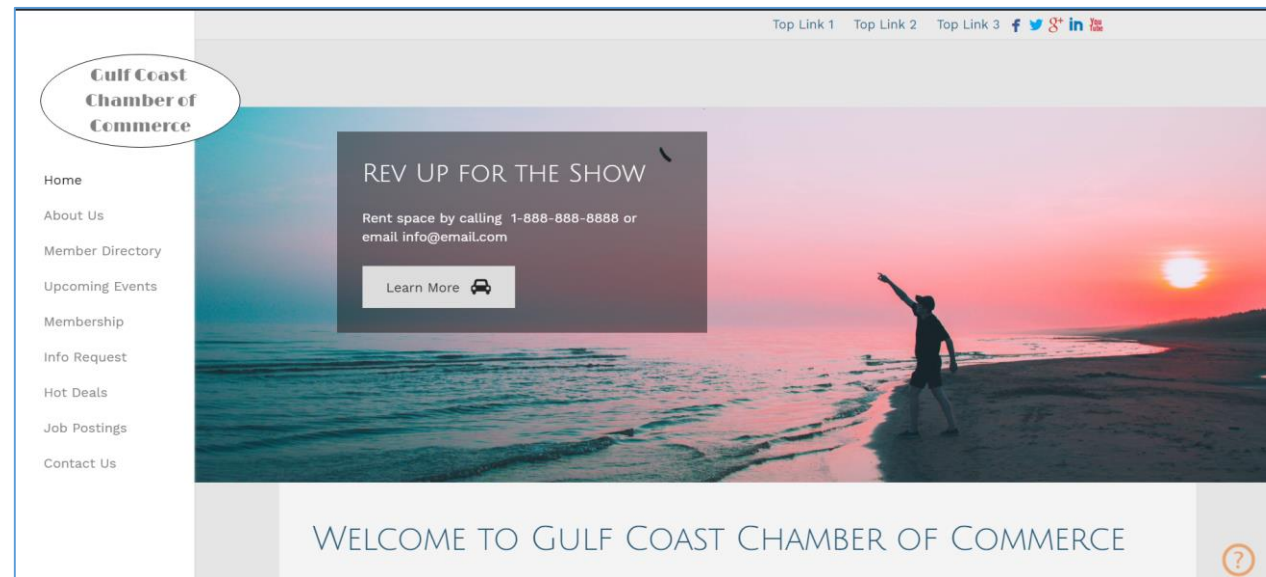 Top Link 1 Top Link 2 Top Link 3 f g+ in You Tube
Gulf Coast
Chamber of
Commerce
Home
About Us
Member Directory
Upcoming Events
Membership
Info Request
Hot Deals
Job Postings
Contact Us
REV UP FOR THE SHOW
Rent space by calling 1-888-888-8888 or
email info@email.com
Learn More
WELCOME TO GULF COAST CHAMBER OF COMMERCE
?